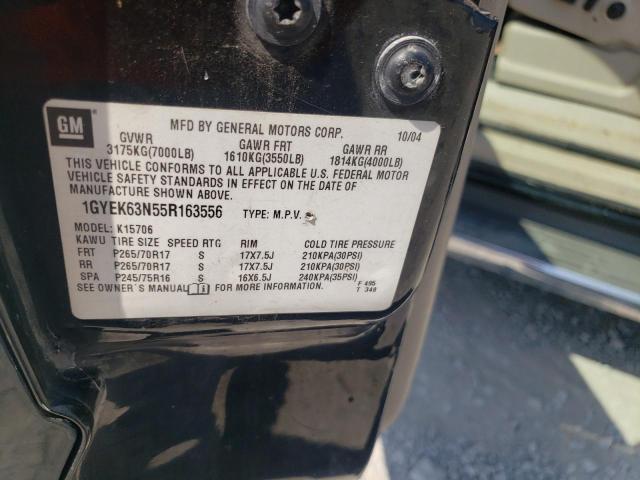 GM
MFD BY GENERAL MOTORS CORP. 10/04
GVWR GAWR FRT GAWR RR
3175KG(7000LB) 1610KG(3550LB) 1814KG(4000LB)
THIS VEHICLE CONFORMS TO ALL APPLICABLE U.S. FEDERAL MOTOR
VEHICLE SAFETY STANDARDS IN EFFECT ON THE DATE OF
MANUFACTURE SHOWN ABOVE.
1GYEK63N55R163556 TYPE: M.P.V.
MODEL: K15706
KAWU TIRE SIZE SPEED RTG RIM COLD TIRE PRESSURE
FRT P265/70R17 S 17X7.5J 210KPA(30PSI)
RR P265/70R17 S 17X7.5J 210KPA(30PSI)
SPA P245/75R16 S 16X6.5J 240KPA(35PSI)
SEE OWNER'S MANUAL FOR MORE INFORMATION. F 495
T 348